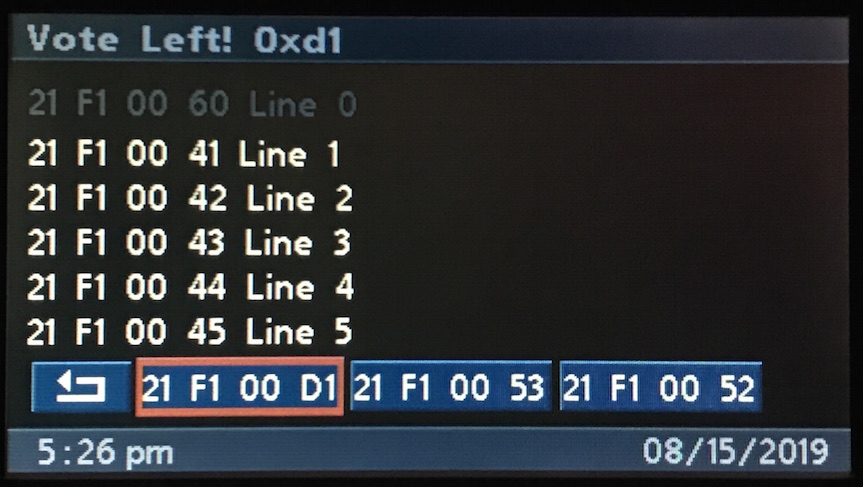 Vote Left! 0xd1
21 F1 00 60 Line 0
21 F1 00 41 Line 1
21 F1 00 42 Line 2
21 F1 00 43 Line 3
21 F1 00 44 Line 4
21 F1 00 45 Line 5
21 F1 00 D1 21 F1 00 53 21 F1 00 52
5:26 pm 08/15/2019